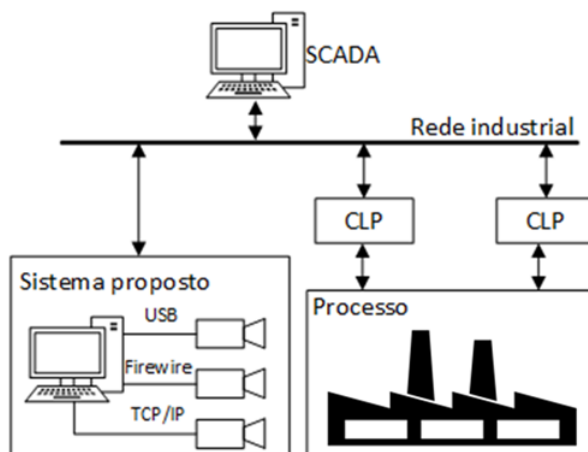 SCADA
Rede industrial
CLP
CLP
Sistema proposto
USB
Firewire
TCP/IP
Processo